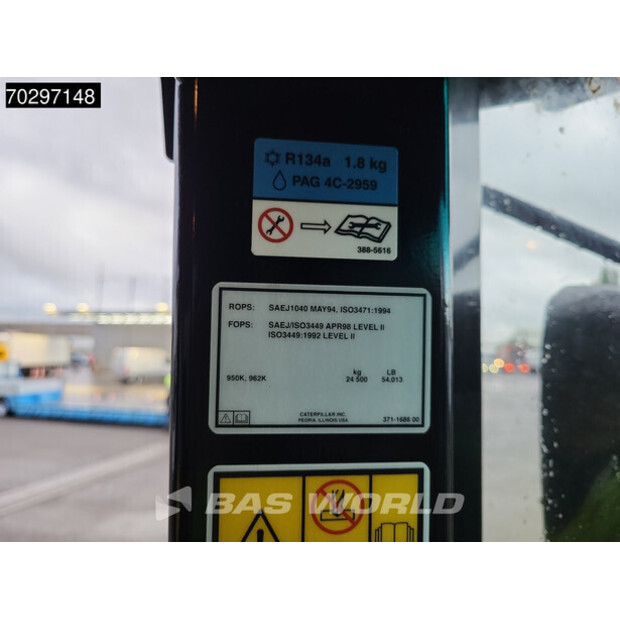 70297148
R134a 1.8 kg
PAG 4C-2959
388-5616
ROPS: SAEJ1040 MAY94, ISO3471:1994
FOPS: SAE/ISO3449 APR98 LEVEL II
ISO3449:1992 LEVEL II
kg LB
950K, 962K 24 500 54,013
CATERPILLAR INC.
PEORIA, ILLINOIS USA 371-1686 00
BAS WORLD